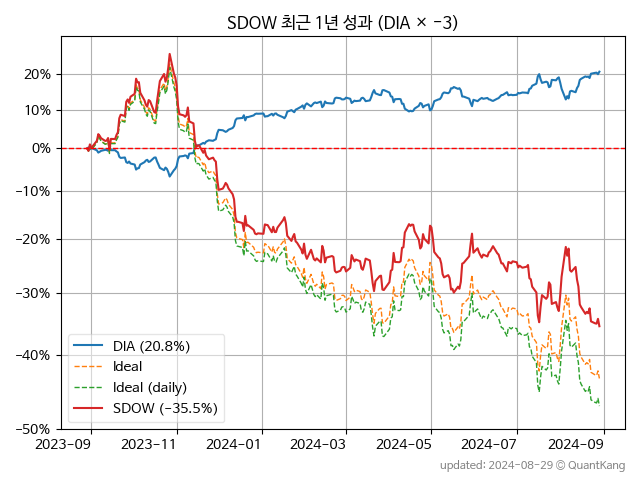 SDOW 최근 1년 성과 (DIA × −3)
20%
10%
0%
−10%
−20%
−30%
−40%
−50%
DIA (20.8%)
Ideal
Ideal (daily)
SDOW (−35.5%)
2023−09 2023−11 2024−01 2024−03 2024−05 2024−07 2024−09
updated: 2024−08−29 © QuantKang